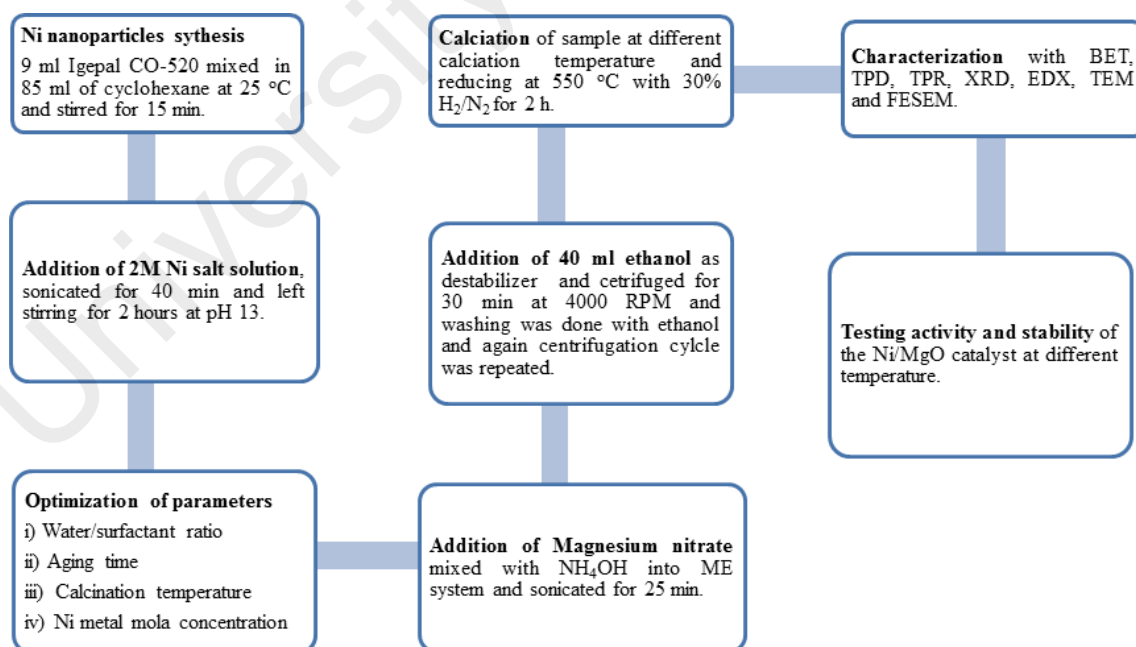 Ni nanoparticles sythesis
9 ml Igepal CO-520 mixed in
85 ml of cyclohexane at 25 °C
and stirred for 15 min.
Addition of 2M Ni salt solution,
sonicated for 40 min and left
stirring for 2 hours at pH 13.
Optimization of parameters
i) Water/surfactant ratio
ii) Aging time
iii) Calcination temperature
iv) Ni metal mola concentration
Addition of Magnesium nitrate
mixed with NH₄OH into ME
system and sonicated for 25 min.
Addition of 40 ml ethanol as
destabilizer and cetrifuged for
30 min at 4000 RPM and
washing was done with ethanol
and again centrifugation cylcle
was repeated.
Calciation of sample at different
calciation temperature and
reducing at 550 °C with 30%
H₂/N₂ for 2 h.
Characterization with BET,
TPD, TPR, XRD, EDX, TEM
and FESEM.
Testing activity and stability of
the Ni/MgO catalyst at different
temperature.
University